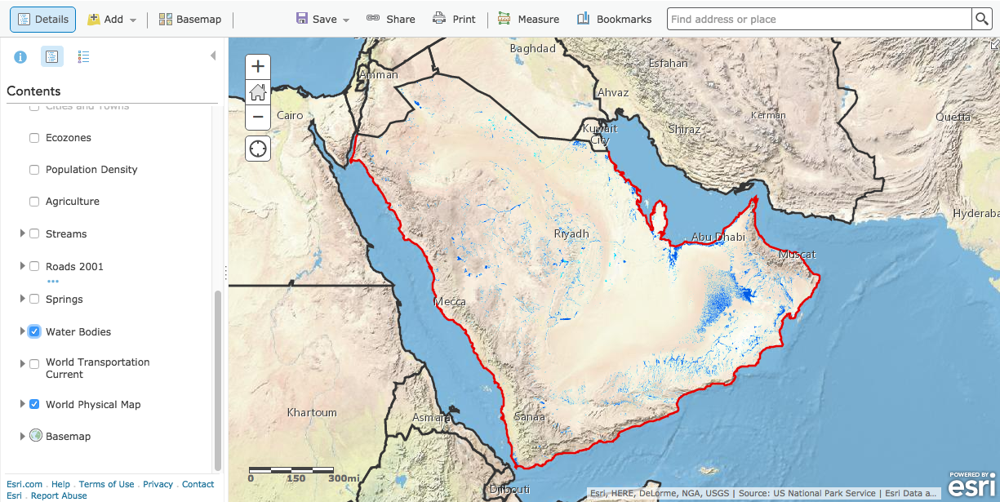 Details
Add
Basemap
Save
Share
Print
Measure
Bookmarks
Find address or place
Contents
Cities and Towns
Ecozones
Population Density
Agriculture
Streams
Roads 2001
Springs
Water Bodies
World Transportation
Current
World Physical Map
Basemap
Esri.com . Help . Terms of Use . Privacy . Contact
Esri . Report Abuse
Baghdad
Esfahan
Amman
Ahvaz
Cairo
Kerman
Quetta
Kuwait
City
Shiraz
Hyderaba
Riyadh
Abu Dhabi
Muscat
Mecca
Khartoum
Asmara
Sanaa
Djibouti
0 150 300mi
Esri, HERE, DeLorme, NGA, USGS | Source: US National Park Service | Esri Data a...
POWERED BY
esri